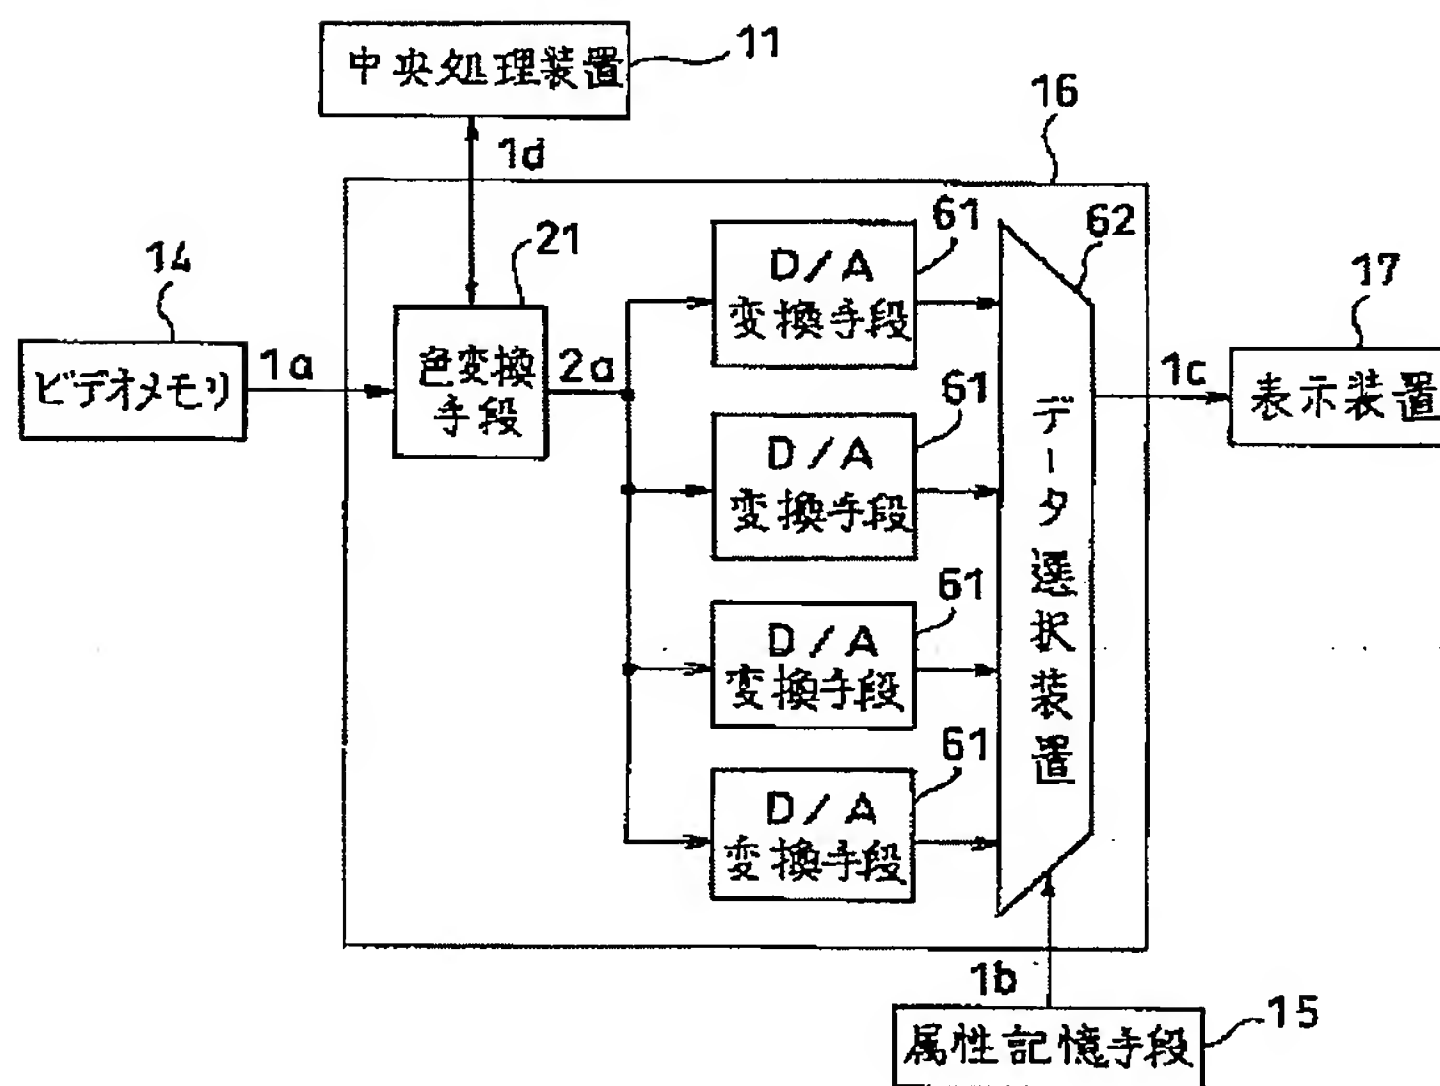 中央処理装置
11
1d
16
14
ビデオメモリ
1a
21
色変換
手段
2a
61
D/A
変換手段
61
D/A
変換手段
61
D/A
変換手段
61
D/A
変換手段
62
データ選択装置
1c
17
表示装置
1b
属性記憶手段
15